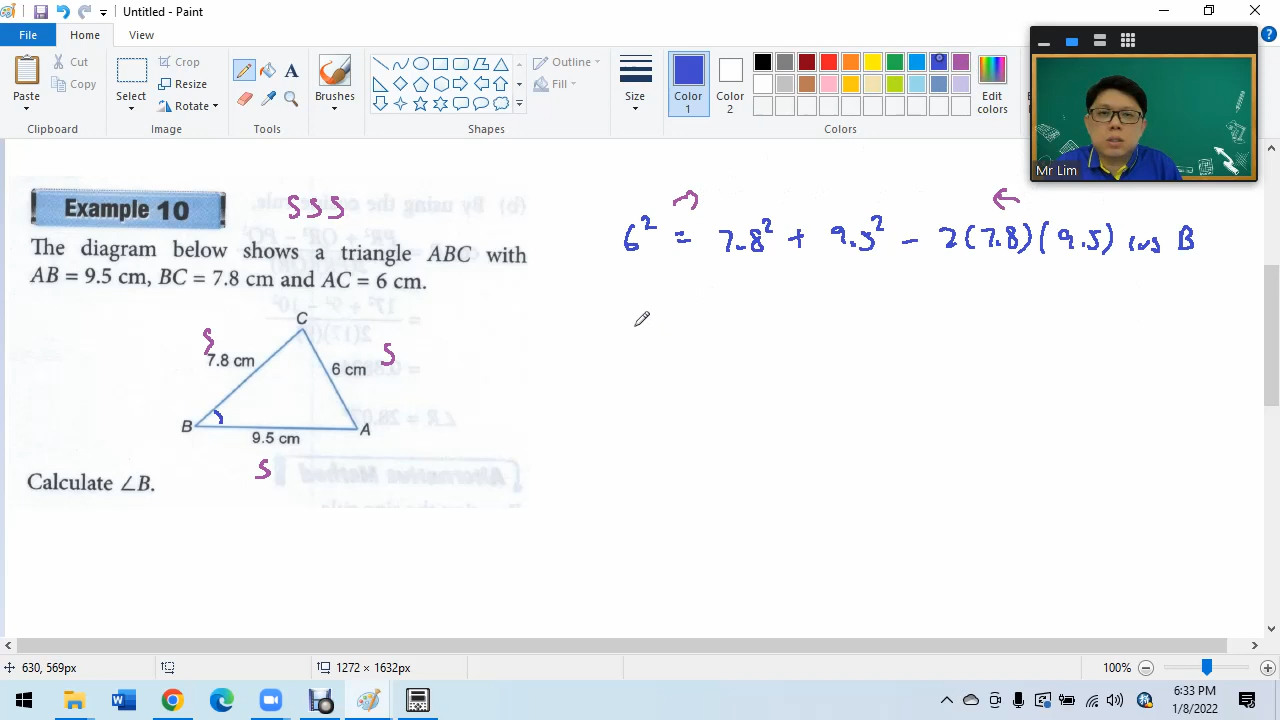 Untitled - Paint
File Home View
Paste Cut Copy
Clipboard
Select Crop Resize Rotate
Image
A
Tools
Brushes
Outline Fill
Shapes
Size
Color 1 Color 2
Edit colors
Colors
Mr Lim
Example 10
SSS
The diagram below shows a triangle ABC with
AB = 9.5 cm, BC = 7.8 cm and AC = 6 cm.
C
S
7.8 cm
S
6 cm
B
A
9.5 cm
S
Calculate ∠B.
6² = 7.8² + 9.5² - 2(7.8)(9.5) cos B
630, 569px
1272 × 1632px
100%
6:33 PM
1/8/2022